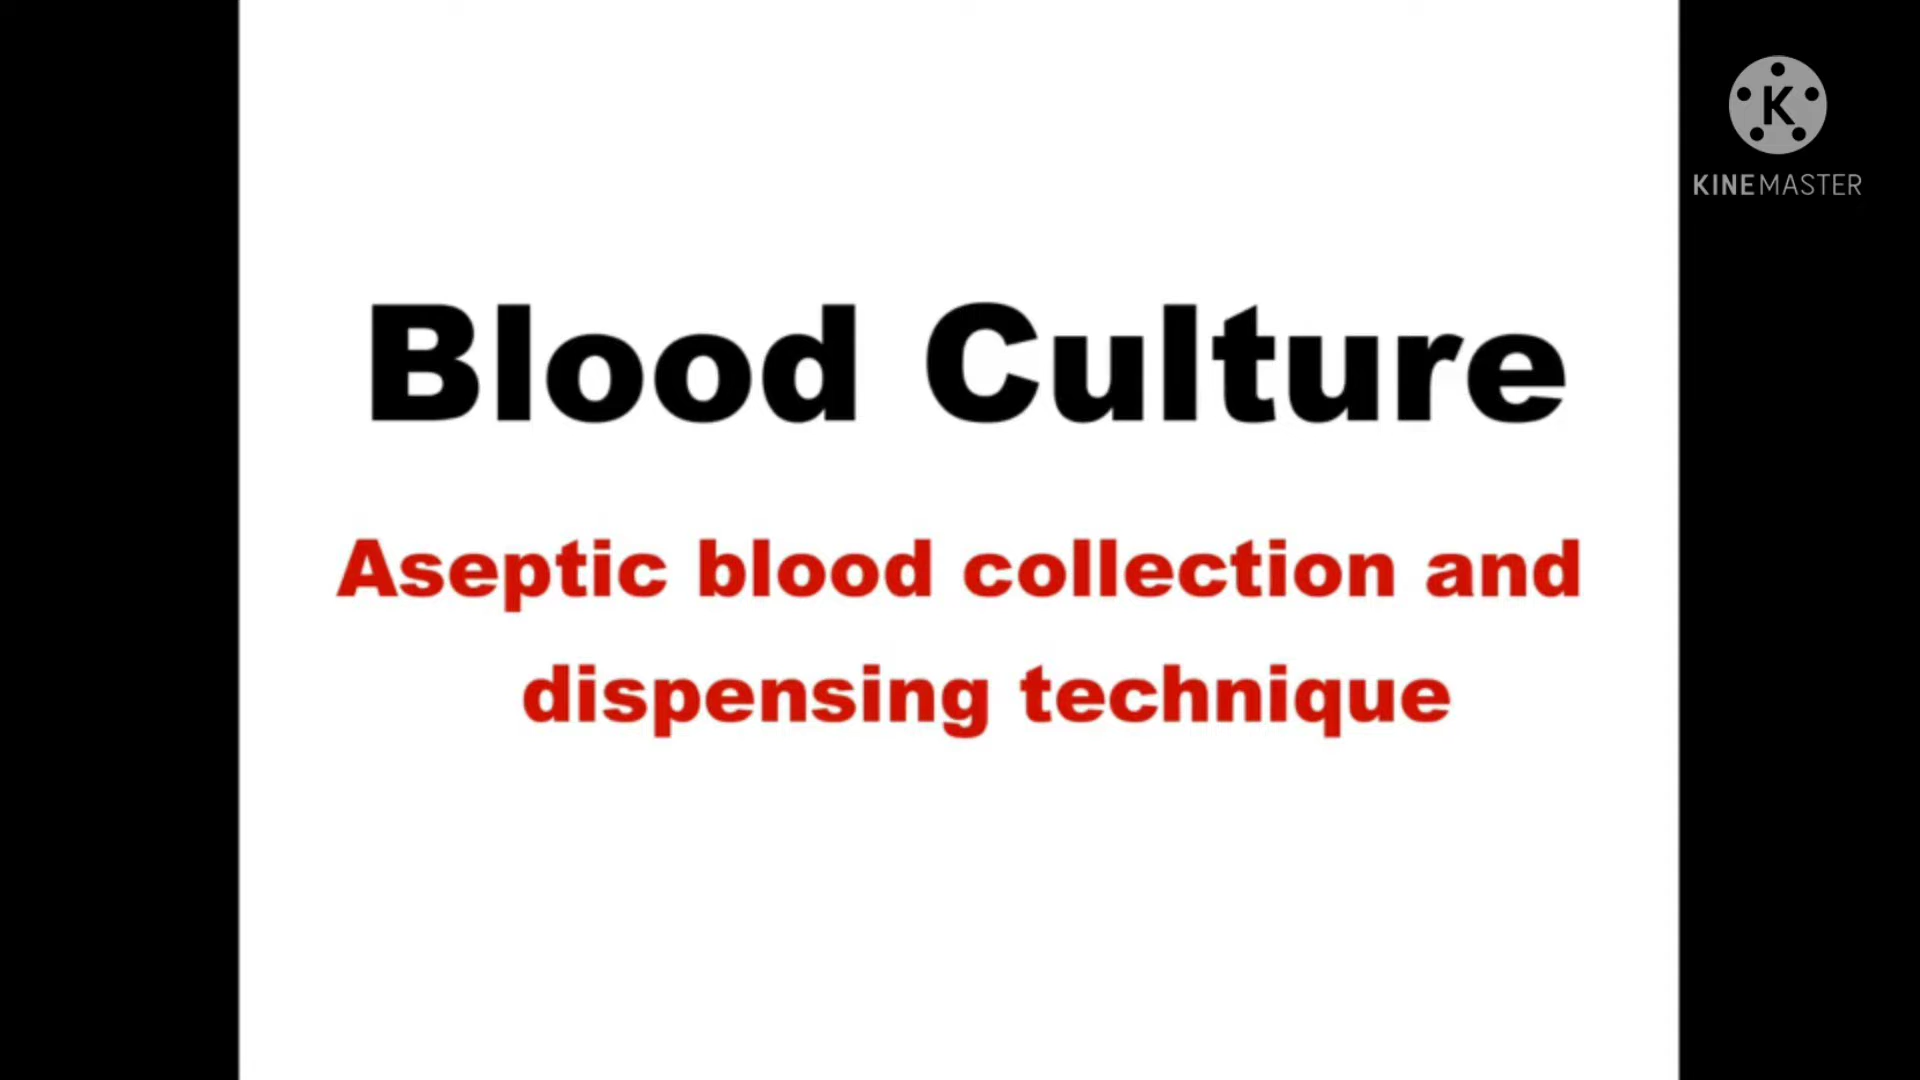 K
KINEMASTER
Blood Culture
Aseptic blood collection and
dispensing technique